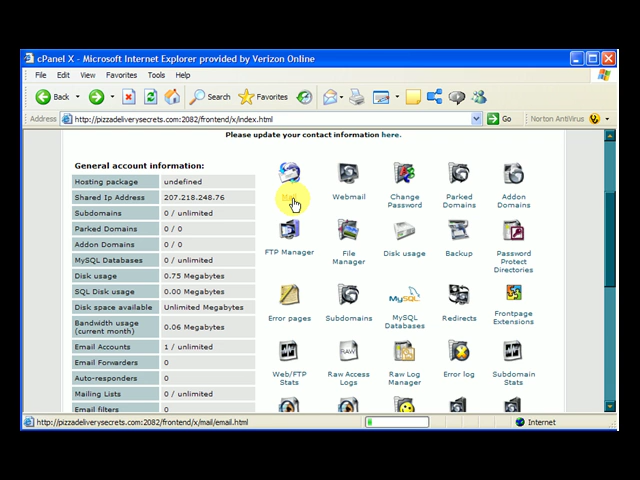 cPanel X - Microsoft Internet Explorer provided by Verizon Online
File Edit View Favorites Tools Help
Back Search Favorites
Address http://pizzadeliverysecrets.com:2082/frontend/x/index.html Go Norton AntiVirus
Please update your contact information here.
General account information:
Hosting package undefined
Shared Ip Address 207.218.248.76
Subdomains 0 / unlimited
Parked Domains 0 / 0
Addon Domains 0 / 0
MySQL Databases 0 / unlimited
Disk usage 0.75 Megabytes
SQL Disk usage 0.00 Megabytes
Disk space available Unlimited Megabytes
Bandwidth usage
(current month) 0.06 Megabytes
Email Accounts 1 / unlimited
Email Forwarders 0
Auto-responders 0
Mailing Lists 0 / unlimited
Email filters 0
Mail
Webmail
Change
Password
Parked
Domains
Addon
Domains
FTP Manager
File
Manager
Disk usage
Backup
Password
Protect
Directories
Error pages
Subdomains
MySQL
MySQL
Databases
Redirects
Frontpage
Extensions
Web/FTP
Stats
RAW
Raw Access
Logs
Raw Log
Manager
Error log
Subdomain
Stats
http://pizzadeliverysecrets.com:2082/frontend/x/mail/email.html Internet